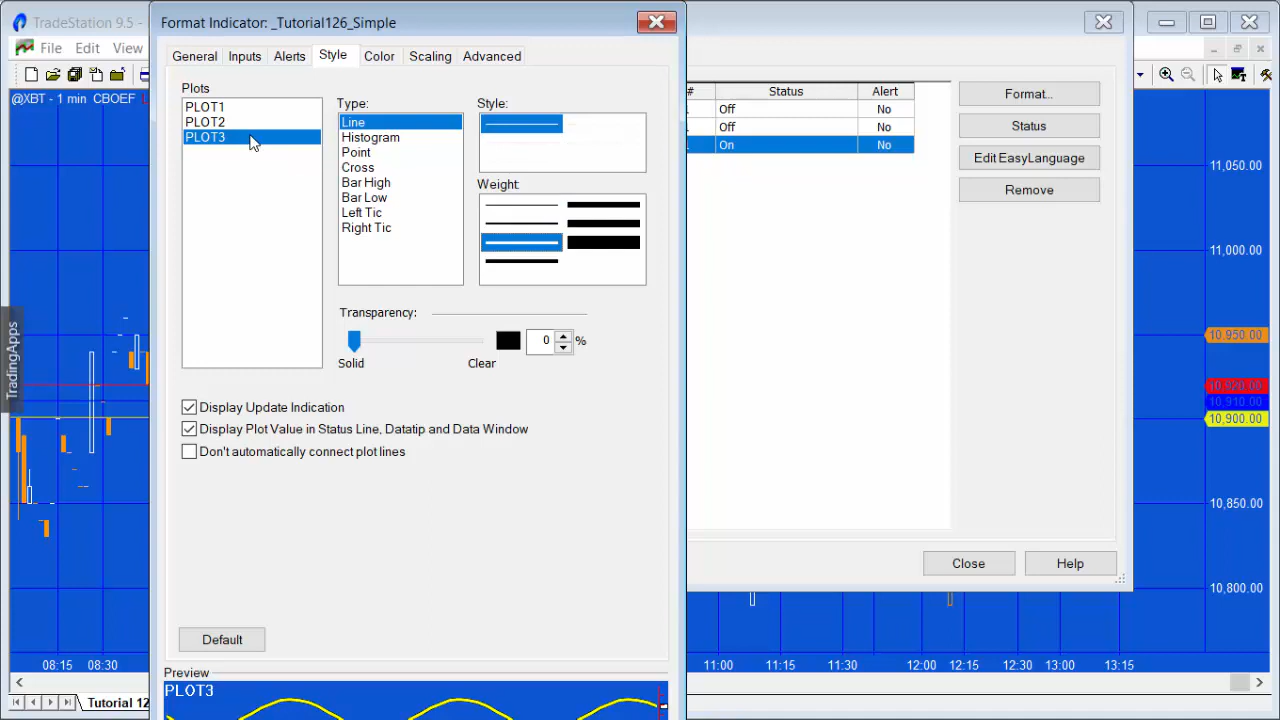 TradeStation 9.5 -
Format Indicator: _Tutorial126_Simple
File Edit View
General Inputs Alerts Style Color Scaling Advanced
Plots
PLOT1
PLOT2
PLOT3
Type:
Line
Histogram
Point
Cross
Bar High
Bar Low
Left Tic
Right Tic
Style:
Weight:
Transparency:
0 %
Solid Clear
Display Update Indication
Display Plot Value in Status Line, Datatip and Data Window
Don't automatically connect plot lines
Default
Preview
PLOT3
# Status Alert
Off No
Off No
On No
Format...
Status
Edit EasyLanguage
Remove
Close Help
@XBT - 1 min CBOEF
TradingApps
11,050.00
11,000.00
10,950.00
10,920.00
10,910.00
10,900.00
10,850.00
10,800.00
08:15 08:30 11:00 11:15 11:30 12:00 12:15 12:30 13:00 13:15
Tutorial 12